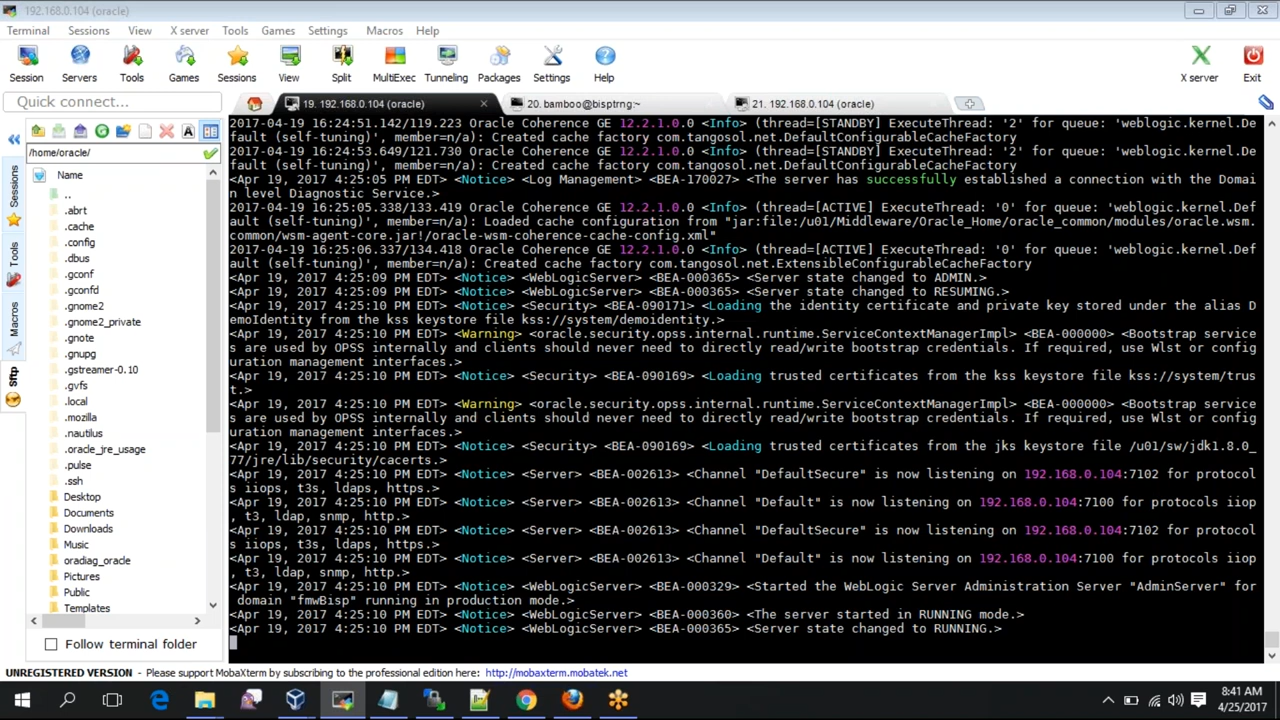 192.168.0.104 (oracle)
Terminal Sessions View X server Tools Games Settings Macros Help
Session Servers Tools Games Sessions View Split MultiExec Tunneling Packages Settings Help X server Exit
Quick connect...
19. 192.168.0.104 (oracle)
20. bamboo@bisptrng:~
21. 192.168.0.104 (oracle)
/home/oracle/
Name
..
.abrt
.cache
.config
.dbus
.gconf
.gconfd
.gnome2
.gnome2_private
.gnote
.gnupg
.gstreamer-0.10
.gvfs
.local
.mozilla
.nautilus
.oracle_jre_usage
.pulse
.ssh
Desktop
Documents
Downloads
Music
oradiag_oracle
Pictures
Public
Templates
Sessions
Tools
Macros
Sftp
Follow terminal folder
2017-04-19 16:24:51.142/119.223 Oracle Coherence GE 12.2.1.0.0 <Info> (thread=[STANDBY] ExecuteThread: '2' for queue: 'weblogic.kernel.De
fault (self-tuning)', member=n/a): Created cache factory com.tangosol.net.DefaultConfigurableCacheFactory
2017-04-19 16:24:53.649/121.730 Oracle Coherence GE 12.2.1.0.0 <Info> (thread=[STANDBY] ExecuteThread: '2' for queue: 'weblogic.kernel.De
fault (self-tuning)', member=n/a): Created cache factory com.tangosol.net.DefaultConfigurableCacheFactory
<Apr 19, 2017 4:25:05 PM EDT> <Notice> <Log Management> <BEA-170027> <The server has successfully established a connection with the Domai
n level Diagnostic Service.>
2017-04-19 16:25:05.338/133.419 Oracle Coherence GE 12.2.1.0.0 <Info> (thread=[ACTIVE] ExecuteThread: '0' for queue: 'weblogic.kernel.Def
ault (self-tuning)', member=n/a): Loaded cache configuration from "jar:file:/u01/Middleware/Oracle_Home/oracle_common/modules/oracle.wsm.
common/wsm-agent-core.jar!/oracle-wsm-coherence-cache-config.xml"
2017-04-19 16:25:06.337/134.418 Oracle Coherence GE 12.2.1.0.0 <Info> (thread=[ACTIVE] ExecuteThread: '0' for queue: 'weblogic.kernel.Def
ault (self-tuning)', member=n/a): Created cache factory com.tangosol.net.ExtensibleConfigurableCacheFactory
<Apr 19, 2017 4:25:09 PM EDT> <Notice> <WebLogicServer> <BEA-000365> <Server state changed to ADMIN.>
<Apr 19, 2017 4:25:09 PM EDT> <Notice> <WebLogicServer> <BEA-000365> <Server state changed to RESUMING.>
<Apr 19, 2017 4:25:10 PM EDT> <Notice> <Security> <BEA-090171> <Loading the identity certificate and private key stored under the alias D
emoIdentity from the kss keystore file kss://system/demoidentity.>
<Apr 19, 2017 4:25:10 PM EDT> <Warning> <oracle.security.opss.internal.runtime.ServiceContextManagerImpl> <BEA-000000> <Bootstrap service
s are used by OPSS internally and clients should never need to directly read/write bootstrap credentials. If required, use Wlst or config
uration management interfaces.>
<Apr 19, 2017 4:25:10 PM EDT> <Notice> <Security> <BEA-090169> <Loading trusted certificates from the kss keystore file kss://system/trus
t.>
<Apr 19, 2017 4:25:10 PM EDT> <Warning> <oracle.security.opss.internal.runtime.ServiceContextManagerImpl> <BEA-000000> <Bootstrap service
s are used by OPSS internally and clients should never need to directly read/write bootstrap credentials. If required, use Wlst or config
uration management interfaces.>
<Apr 19, 2017 4:25:10 PM EDT> <Notice> <Security> <BEA-090169> <Loading trusted certificates from the jks keystore file /u01/sw/jdk1.8.0_
77/jre/lib/security/cacerts.>
<Apr 19, 2017 4:25:10 PM EDT> <Notice> <Server> <BEA-002613> <Channel "DefaultSecure" is now listening on 192.168.0.104:7102 for protocol
s iiops, t3s, ldaps, https.>
<Apr 19, 2017 4:25:10 PM EDT> <Notice> <Server> <BEA-002613> <Channel "Default" is now listening on 192.168.0.104:7100 for protocols iiop
, t3, ldap, snmp, http.>
<Apr 19, 2017 4:25:10 PM EDT> <Notice> <Server> <BEA-002613> <Channel "DefaultSecure" is now listening on 192.168.0.104:7102 for protocol
s iiops, t3s, ldaps, https.>
<Apr 19, 2017 4:25:10 PM EDT> <Notice> <Server> <BEA-002613> <Channel "Default" is now listening on 192.168.0.104:7100 for protocols iiop
, t3, ldap, snmp, http.>
<Apr 19, 2017 4:25:10 PM EDT> <Notice> <WebLogicServer> <BEA-000329> <Started the WebLogic Server Administration Server "AdminServer" for
domain "fmwBisp" running in production mode.>
<Apr 19, 2017 4:25:10 PM EDT> <Notice> <WebLogicServer> <BEA-000360> <The server started in RUNNING mode.>
<Apr 19, 2017 4:25:10 PM EDT> <Notice> <WebLogicServer> <BEA-000365> <Server state changed to RUNNING.>
UNREGISTERED VERSION - Please support MobaXterm by subscribing to the professional edition here: http://mobaxterm.mobatek.net
8:41 AM
4/25/2017